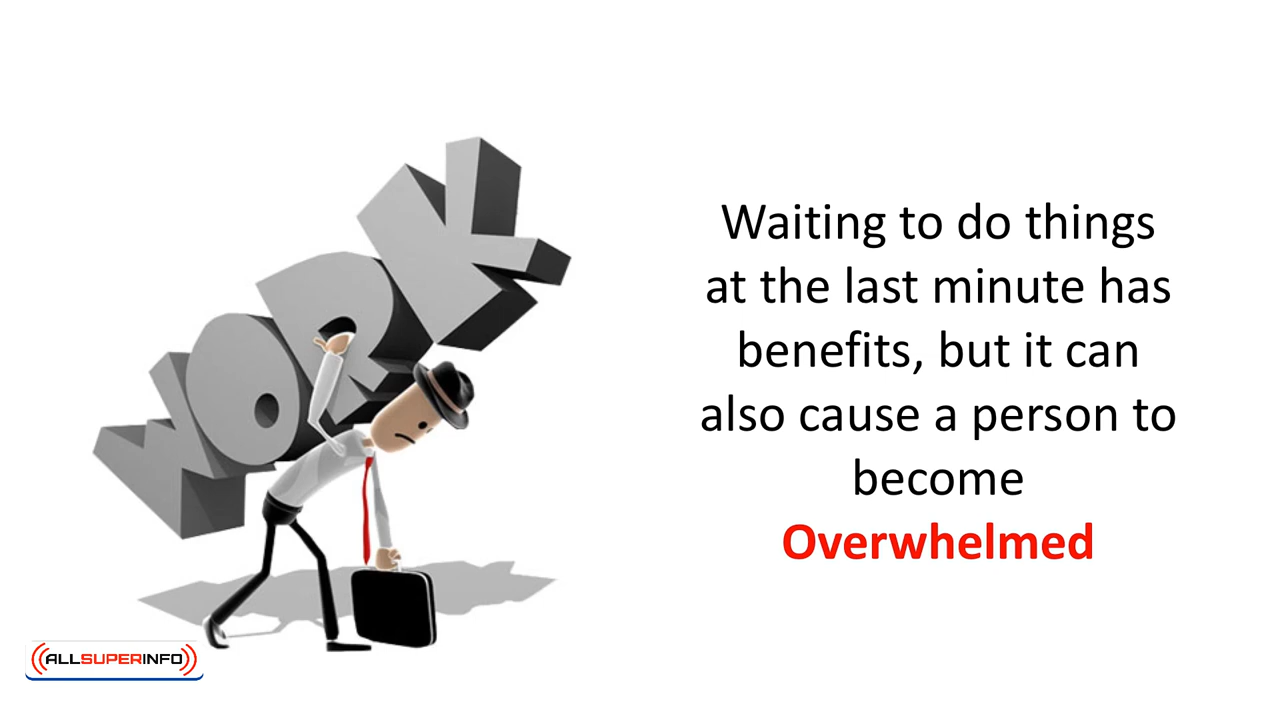 WORK
Waiting to do things
at the last minute has
benefits, but it can
also cause a person to
become
Overwhelmed
ALLSUPERINFO